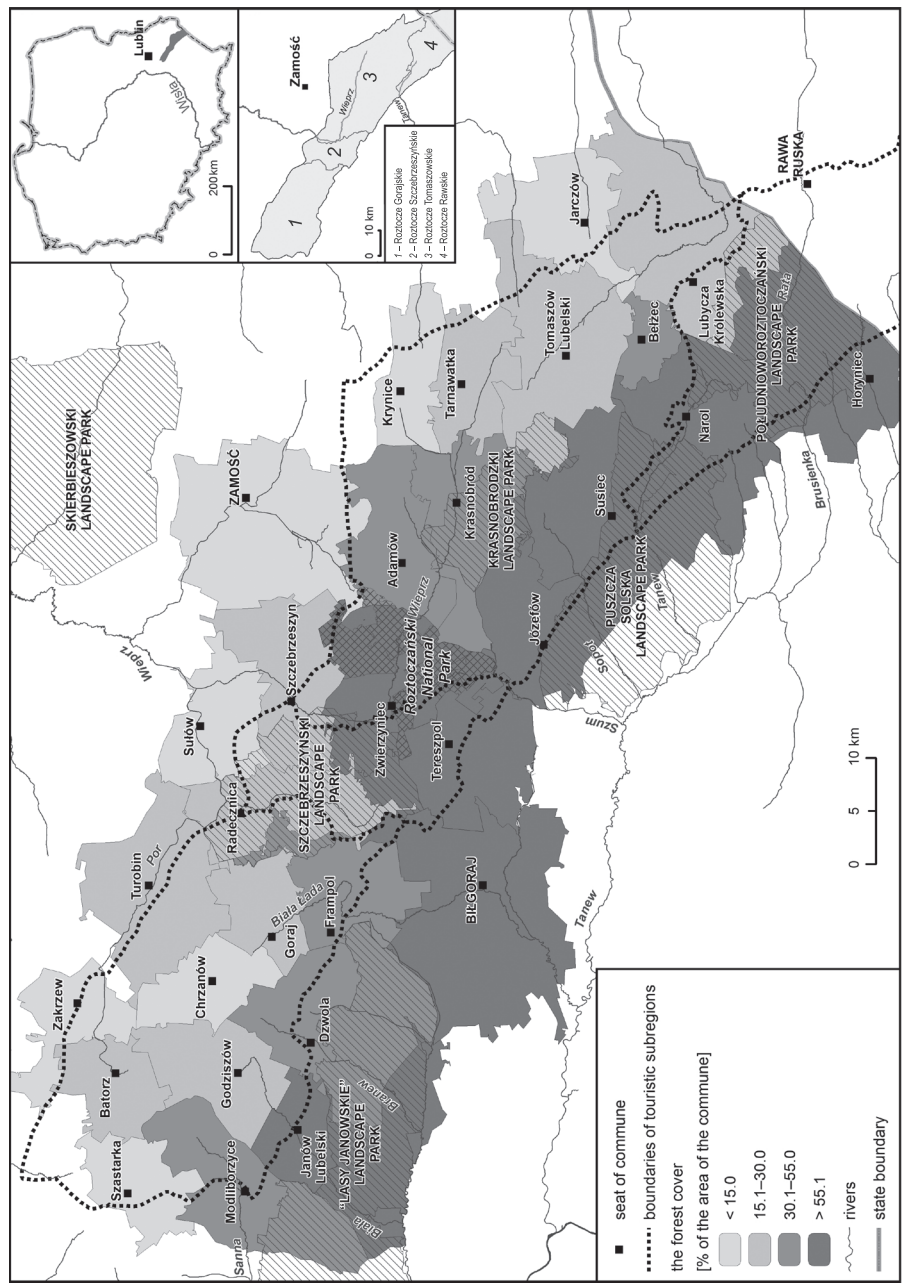 Lublin
Wisła
0 200 km
Zamość
Wieprz
Tanew
1
2
3
4
0 10 km
1 – Roztocze Gorajskie
2 – Roztocze Szczebrzeszyńskie
3 – Roztocze Tomaszowskie
4 – Roztocze Rawskie
SKIERBIESZOWSKI
LANDSCAPE PARK
ZAMOŚĆ
Wieprz
Sułów
Szczebrzeszyn
Radecznica
SZCZEBRZESZYŃSKI
LANDSCAPE
PARK
Turobin
Por
Zakrzew
Chrzanów
Batorz
Godziszów
Szastarka
Modliborzyce
Sanna
Janów
Lubelski
"LASY JANOWSKIE"
LANDSCAPE
PARK
Biała
Branew
Dzwola
Goraj
Biała Łada
Frampol
BIŁGORAJ
Tereszpol
Zwierzyniec
Roztoczański
National
Park
Wieprz
Adamów
Krasnobród
KRASNOBRODZKI
LANDSCAPE PARK
Krynice
Tarnawatka
Tomaszów
Lubelski
Jarczów
Bełżec
Lubycza
Królewska
RAWA
RUSKA
POŁUDNIOWOROZTOCZAŃSKI
LANDSCAPE
PARK
Rata
Narol
Horyniec
Susiec
Józefów
PUSZCZA
SOLSKA
LANDSCAPE PARK
Tanew
Sopot
Szum
Brusienka
Tanew
0 5 10 km
seat of commune
boundaries of touristic subregions
the forest cover
[% of the area of the commune]
< 15.0
15.1–30.0
30.1–55.0
> 55.1
rivers
state boundary